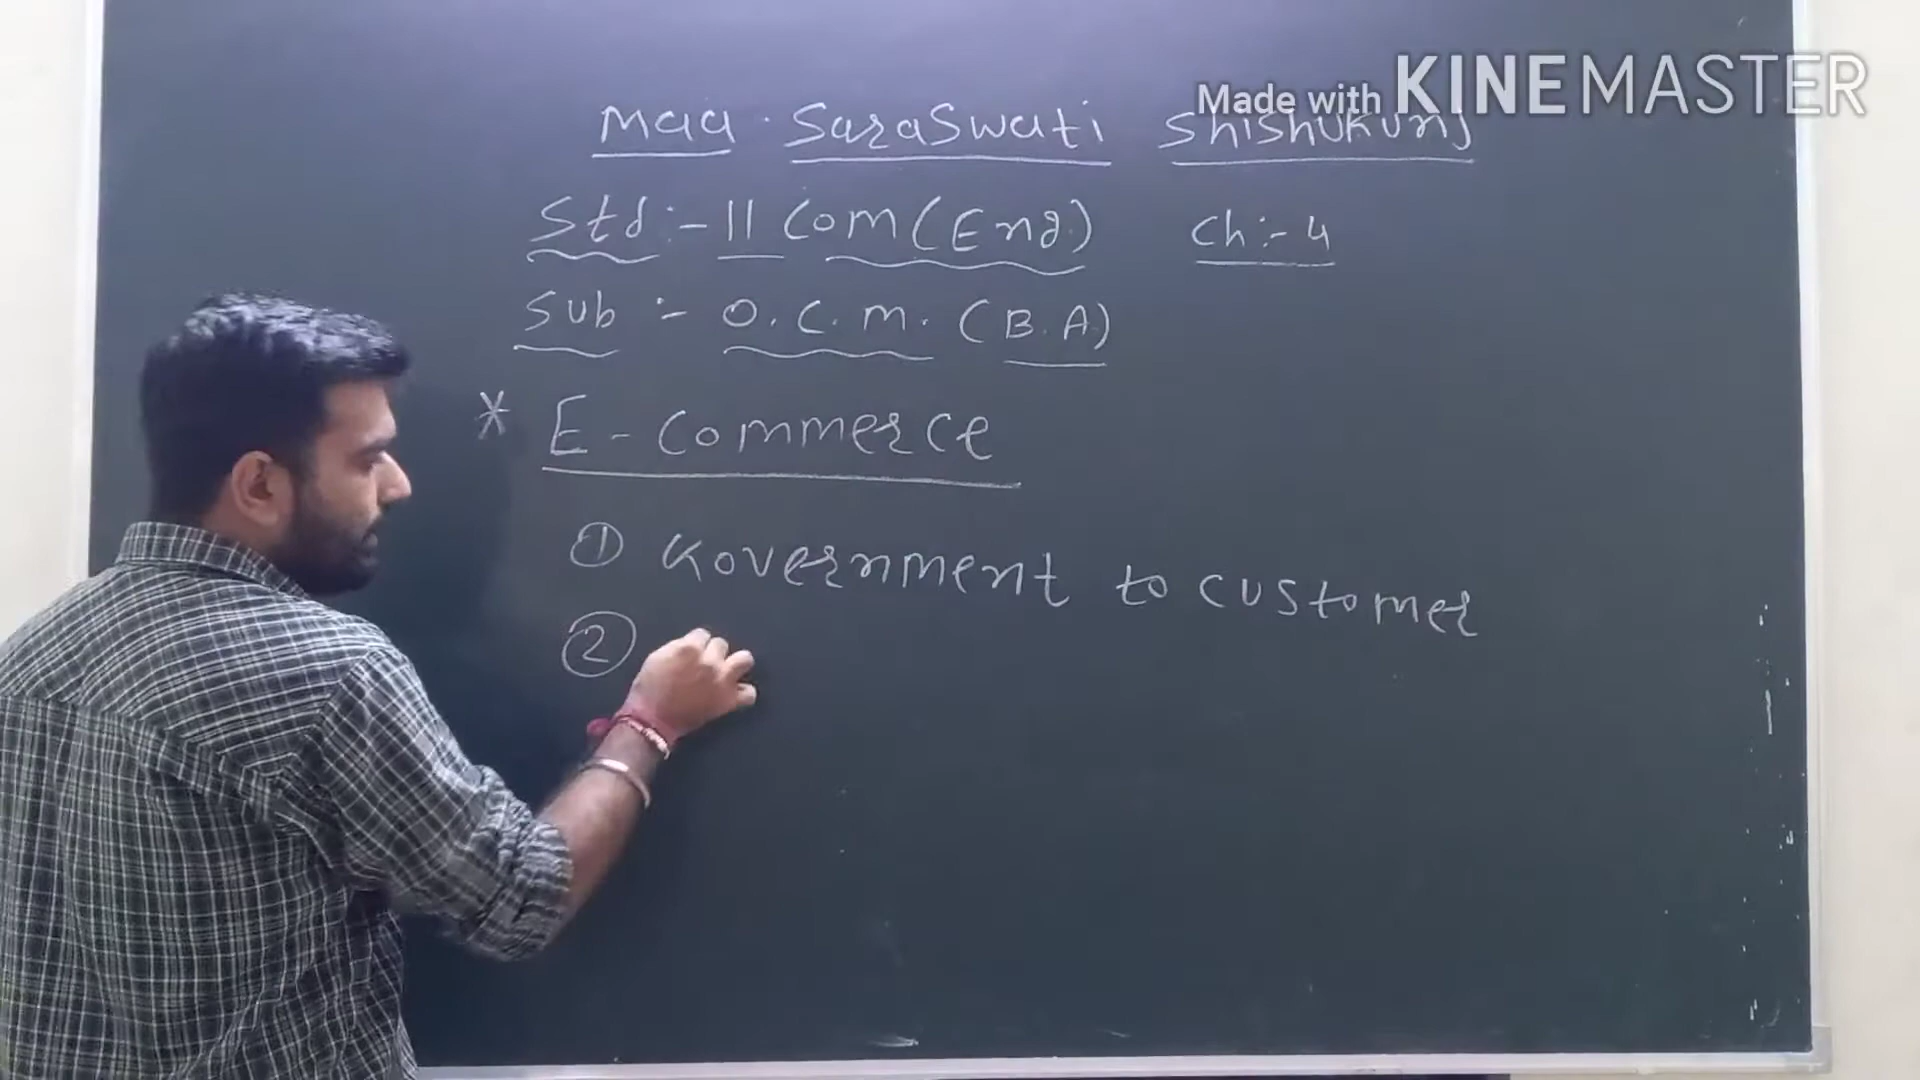 Made with KINEMASTER
Maa. Saraswati Shishukunj
Std :- 11 Com (Eng) Ch :- 4
Sub :- O.C.M. (B.A)
* E-Commerce
① Government to customer
②